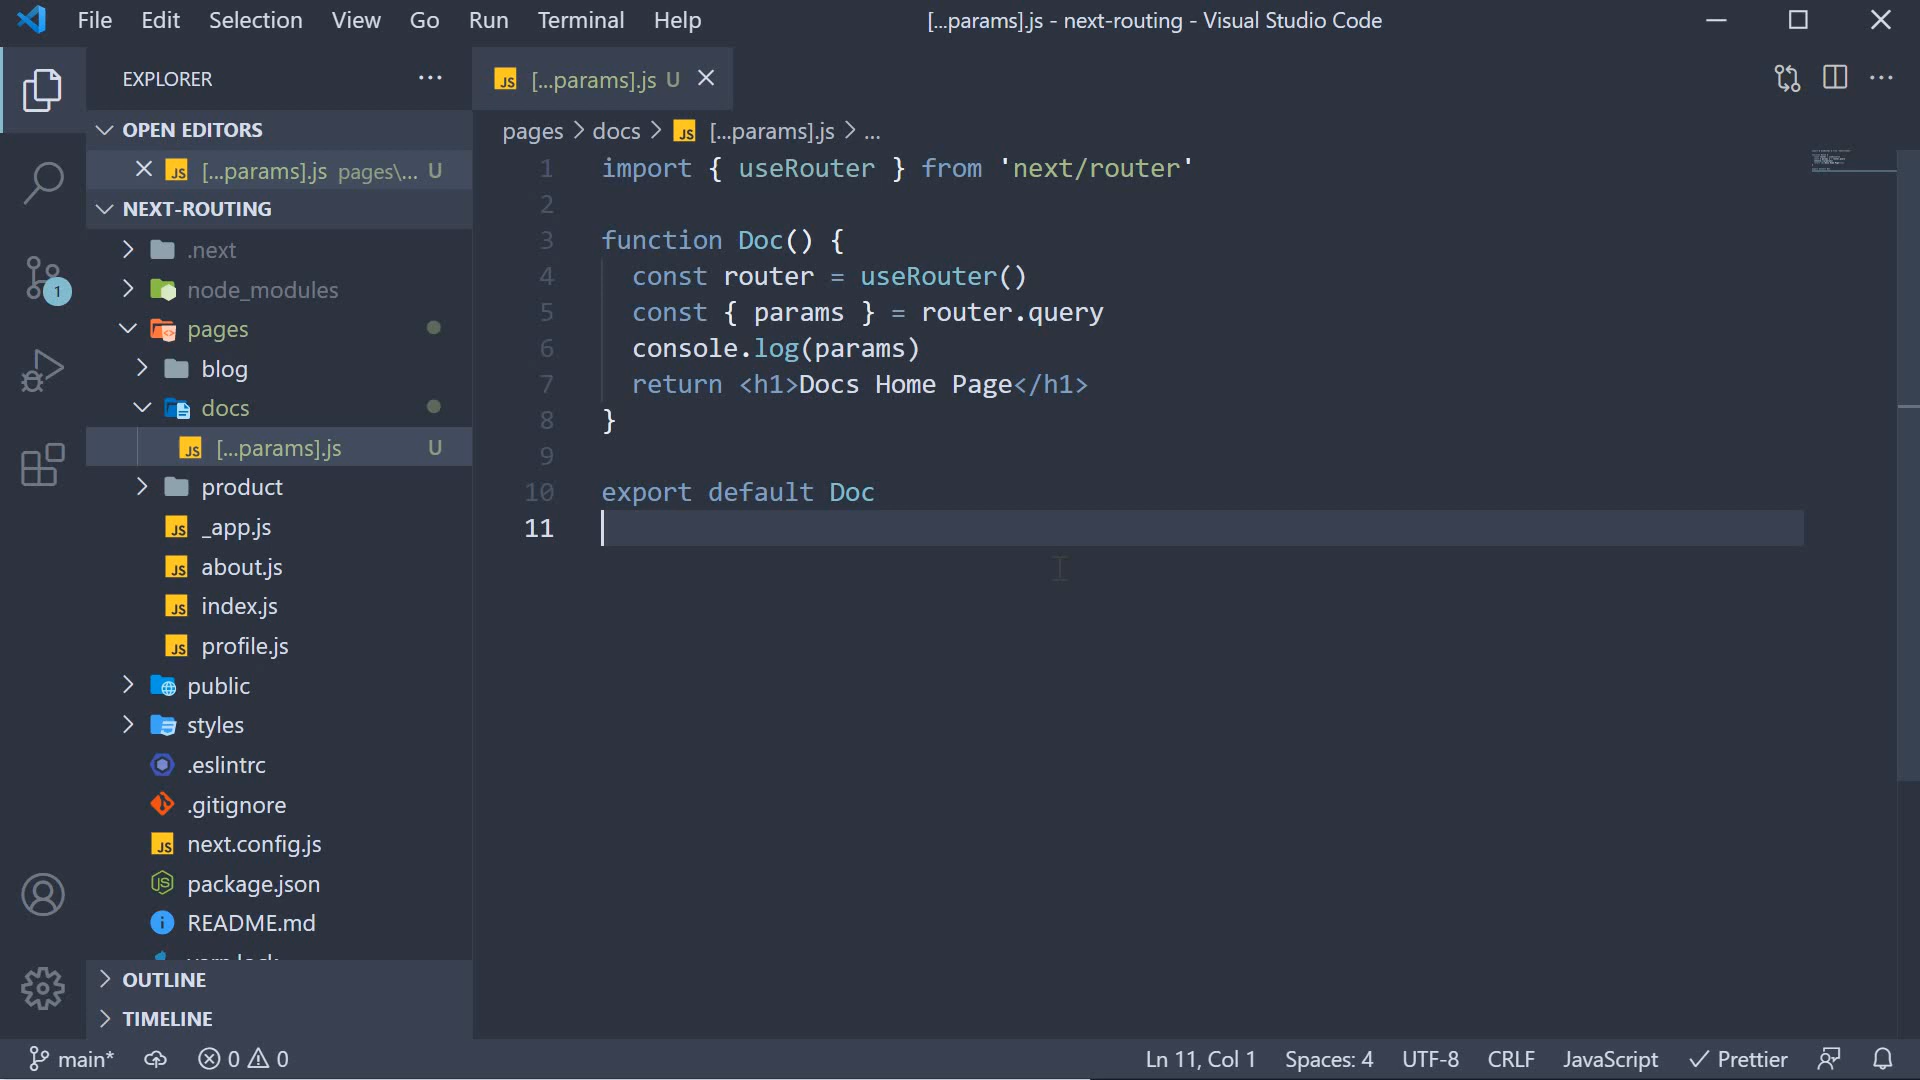 File Edit Selection View Go Run Terminal Help
[...params].js - next-routing - Visual Studio Code
EXPLORER
OPEN EDITORS
[...params].js pages\... U
NEXT-ROUTING
.next
node_modules
pages
blog
docs
[...params].js U
product
_app.js
about.js
index.js
profile.js
public
styles
.eslintrc
.gitignore
next.config.js
package.json
README.md
yarn.lock
OUTLINE
TIMELINE
[...params].js U
pages > docs > JS [...params].js > ...
1 import { useRouter } from 'next/router'
2
3 function Doc() {
4 const router = useRouter()
5 const { params } = router.query
6 console.log(params)
7 return <h1>Docs Home Page</h1>
8 }
9
10 export default Doc
11
1
main* 0 0
Ln 11, Col 1 Spaces: 4 UTF-8 CRLF JavaScript Prettier